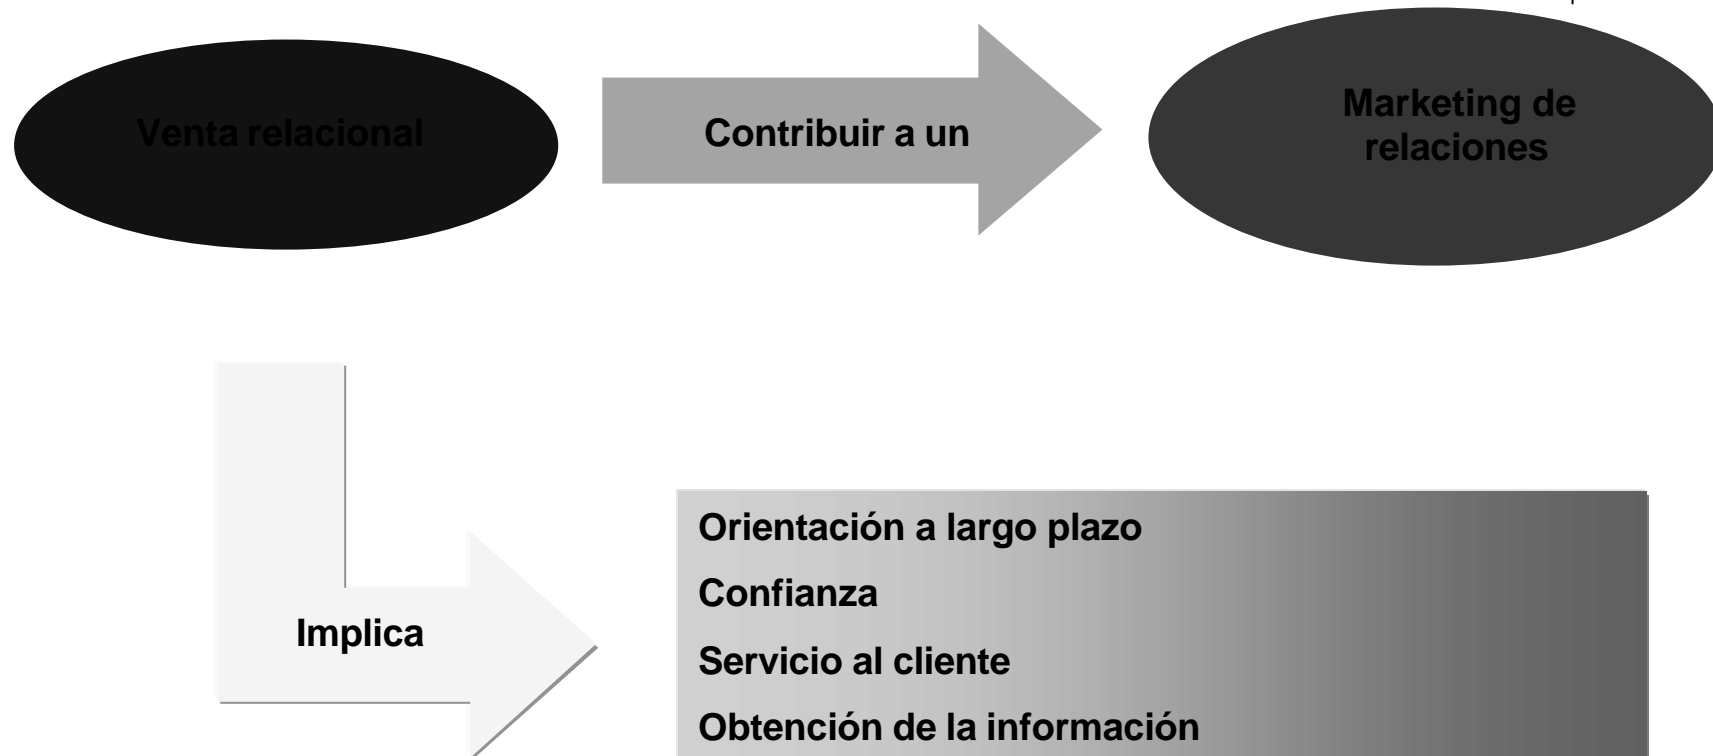 Venta relacional
Contribuir a un
Marketing de
relaciones
Implica
Orientación a largo plazo
Confianza
Servicio al cliente
Obtención de la información